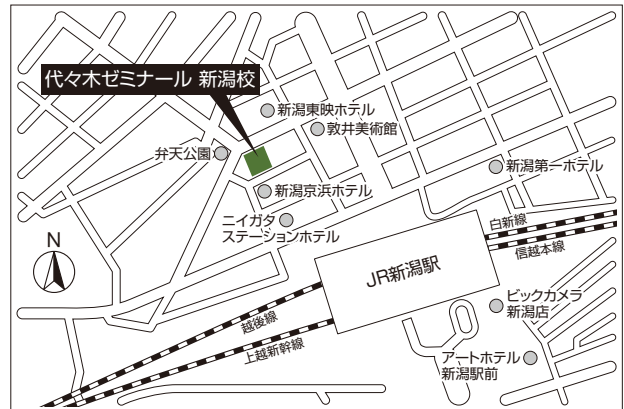 代々木ゼミナール 新潟校
新潟東映ホテル
敦井美術館
弁天公園
新潟第一ホテル
新潟京浜ホテル
ニイガタ
ステーションホテル
白新線
信越本線
N
JR新潟駅
ビックカメラ
新潟店
越後線
上越新幹線
アートホテル
新潟駅前